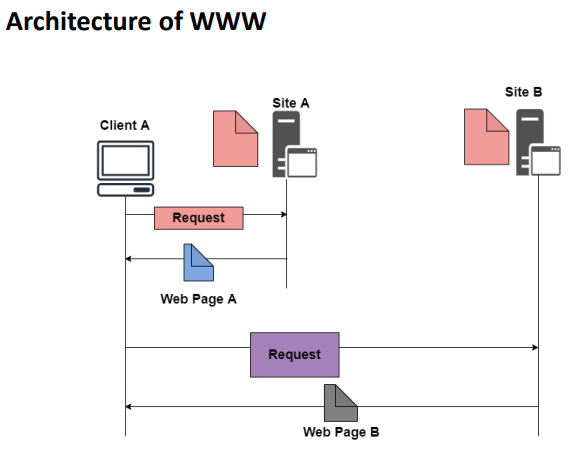 Architecture of WWW
Site B
Site A
Client A
Request
Web Page A
Request
Web Page B